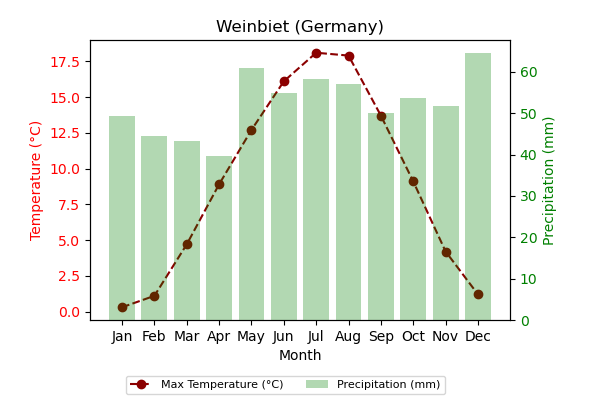 Weinbiet (Germany)
17.5
15.0
12.5
10.0
7.5
5.0
2.5
0.0
Temperature (°C)
60
50
40
30
20
10
0
Precipitation (mm)
Jan Feb Mar Apr May Jun Jul Aug Sep Oct Nov Dec
Month
Max Temperature (°C) Precipitation (mm)